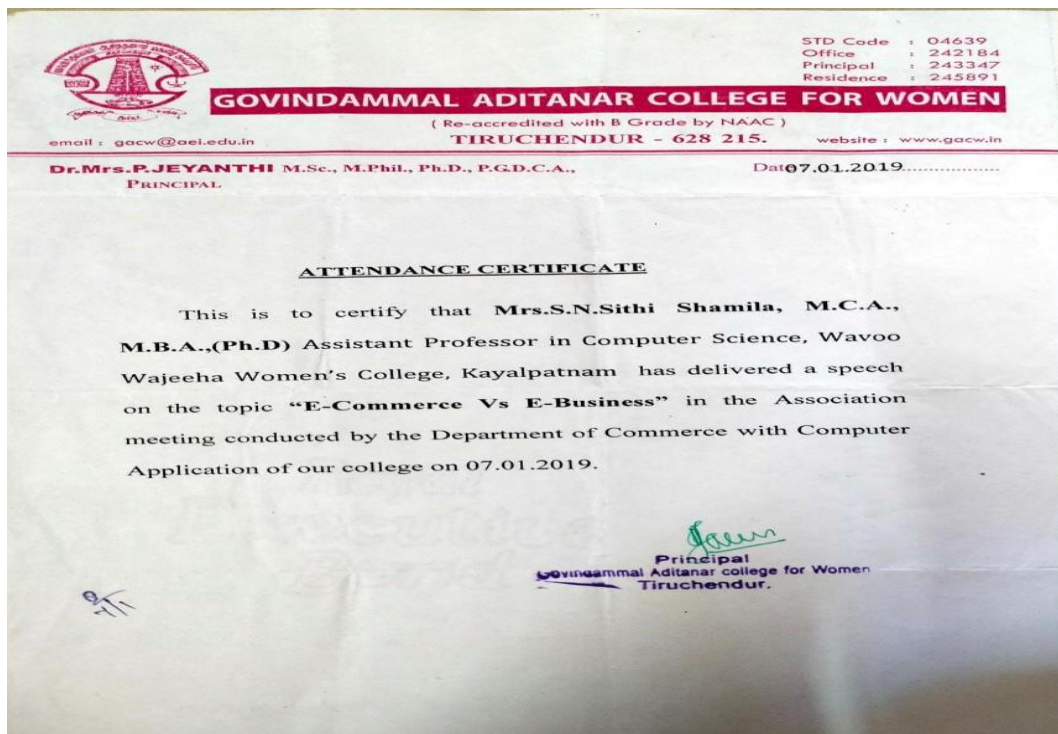 STD Code : 04639
Office : 242184
Principal : 243347
Residence : 245891
GOVINDAMMAL ADITANAR COLLEGE FOR WOMEN
( Re-accredited with B Grade by NAAC )
email : gacw@aei.edu.in TIRUCHENDUR - 628 215. website : www.gacw.in
Dr.Mrs.P.JEYANTHI M.Sc., M.Phil., Ph.D., P.G.D.C.A., Date07.01.2019..................
PRINCIPAL
ATTENDANCE CERTIFICATE
This is to certify that Mrs.S.N.Sithi Shamila, M.C.A.,
M.B.A.,(Ph.D) Assistant Professor in Computer Science, Wavoo
Wajeeha Women's College, Kayalpatnam has delivered a speech
on the topic “E-Commerce Vs E-Business” in the Association
meeting conducted by the Department of Commerce with Computer
Application of our college on 07.01.2019.
Principal
Govindammal Aditanar college for Women
Tiruchendur.